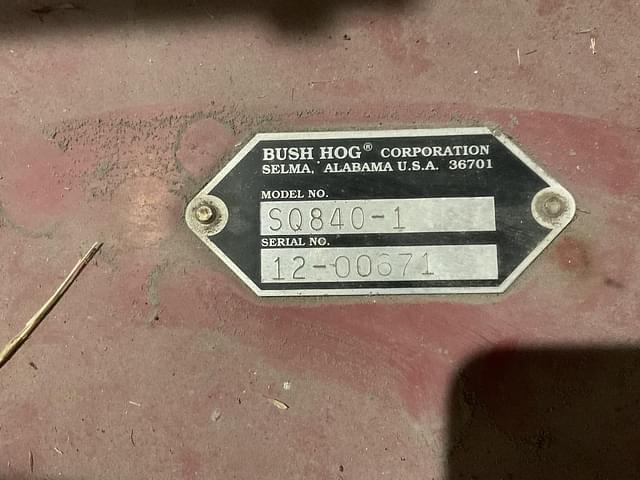 BUSH HOG® CORPORATION
SELMA, ALABAMA U.S.A. 36701
MODEL NO.
SQ840-1
SERIAL NO.
12-00671